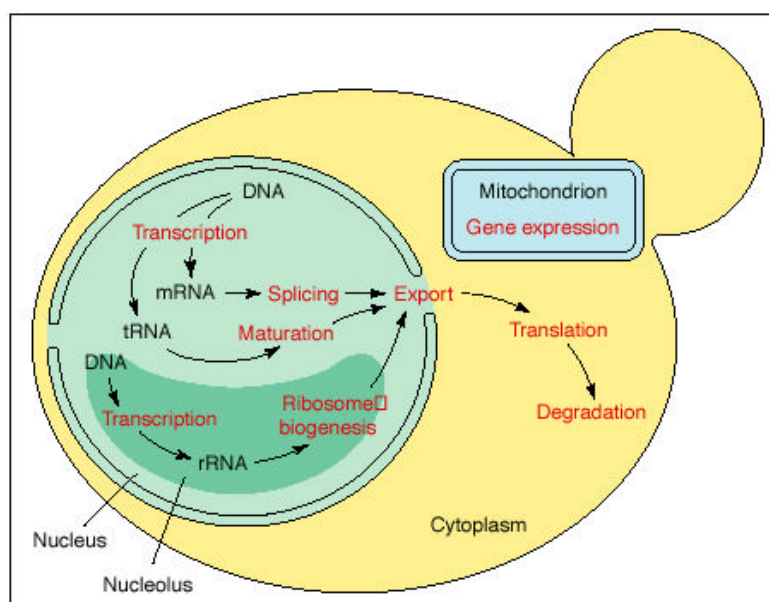 DNA
Mitochondrion
Transcription
Gene expression
mRNA
Splicing
Export
tRNA
Maturation
Translation
DNA
Transcription
Ribosome▯
biogenesis
Degradation
rRNA
Cytoplasm
Nucleus
Nucleolus